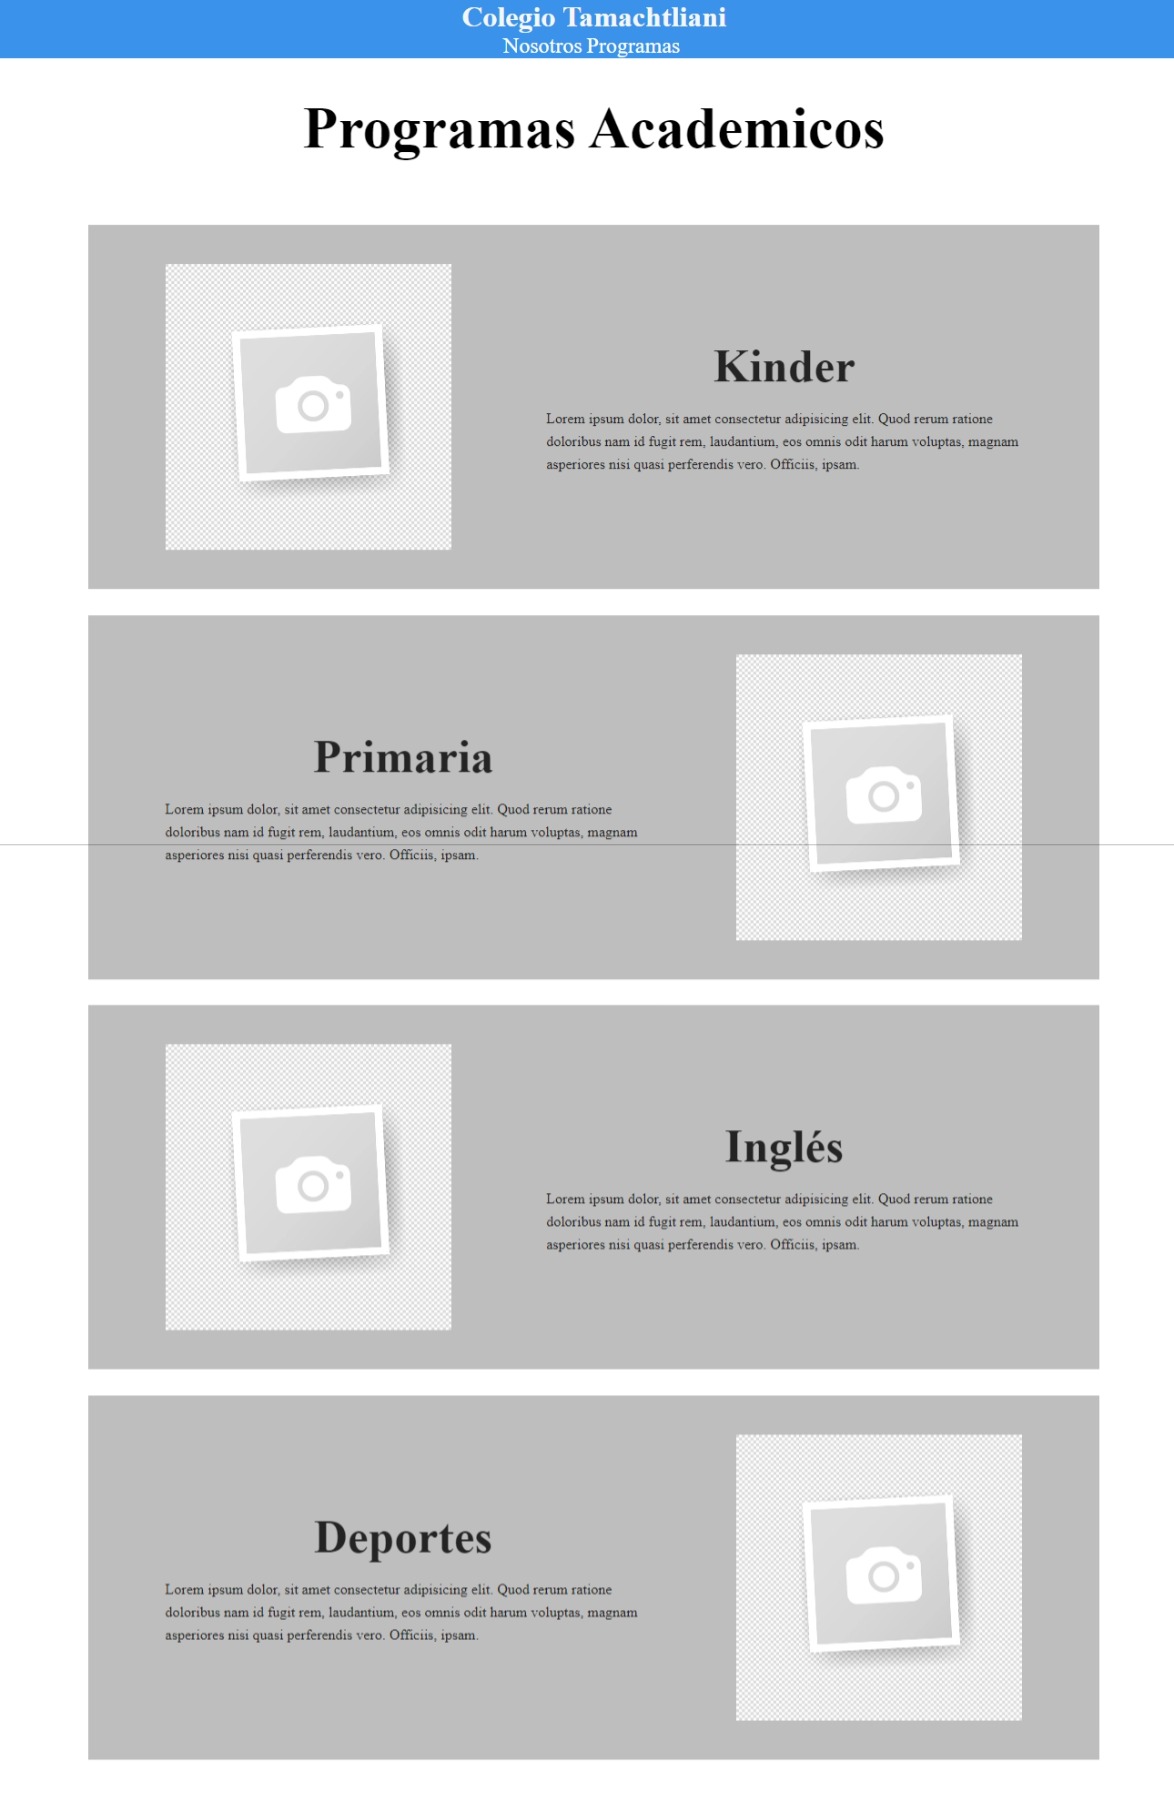 Colegio Tamachtliani
Nosotros Programas
Programas Academicos
Kinder
Lorem ipsum dolor, sit amet consectetur adipisicing elit. Quod rerum ratione
doloribus nam id fugit rem, laudantium, eos omnis odit harum voluptas, magnam
asperiores nisi quasi perferendis vero. Officiis, ipsam.
Primaria
Lorem ipsum dolor, sit amet consectetur adipisicing elit. Quod rerum ratione
doloribus nam id fugit rem, laudantium, eos omnis odit harum voluptas, magnam
asperiores nisi quasi perferendis vero. Officiis, ipsam.
Inglés
Lorem ipsum dolor, sit amet consectetur adipisicing elit. Quod rerum ratione
doloribus nam id fugit rem, laudantium, eos omnis odit harum voluptas, magnam
asperiores nisi quasi perferendis vero. Officiis, ipsam.
Deportes
Lorem ipsum dolor, sit amet consectetur adipisicing elit. Quod rerum ratione
doloribus nam id fugit rem, laudantium, eos omnis odit harum voluptas, magnam
asperiores nisi quasi perferendis vero. Officiis, ipsam.